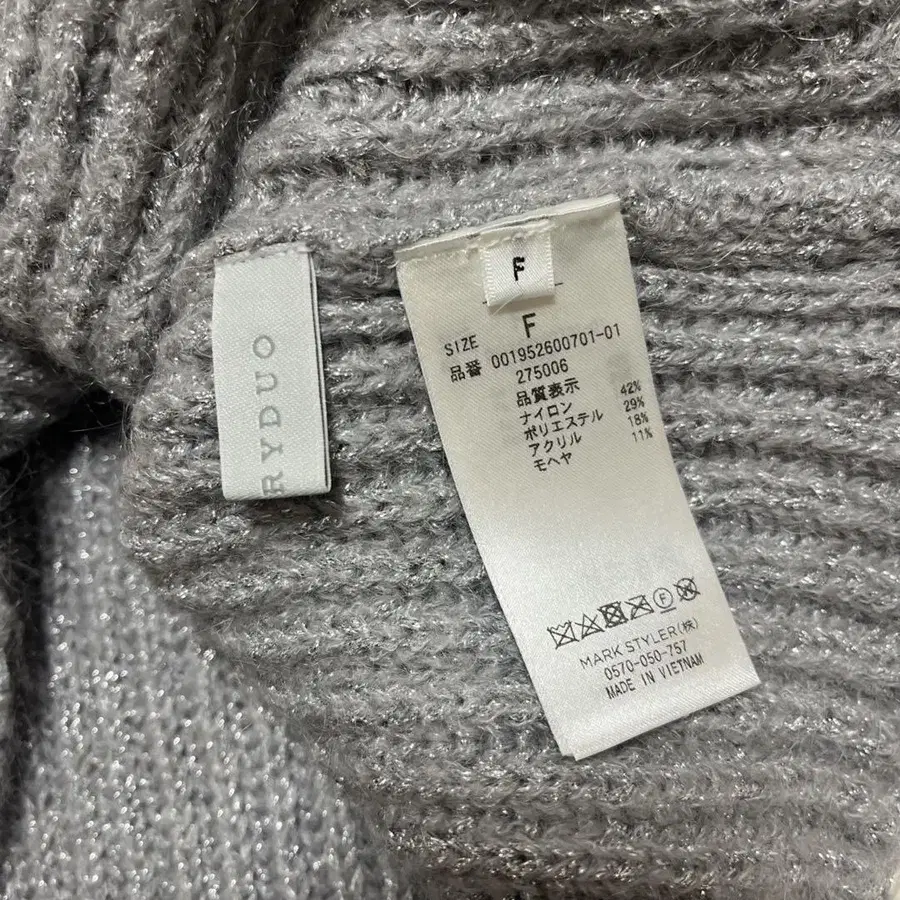 RYDUO
F
SIZE F
品番 001952600701-01
275006
品質表示
ナイロン 42%
ポリエステル 29%
アクリル 18%
モヘヤ 11%
F
MARK STYLER(株)
0570-050-757
MADE IN VIETNAM